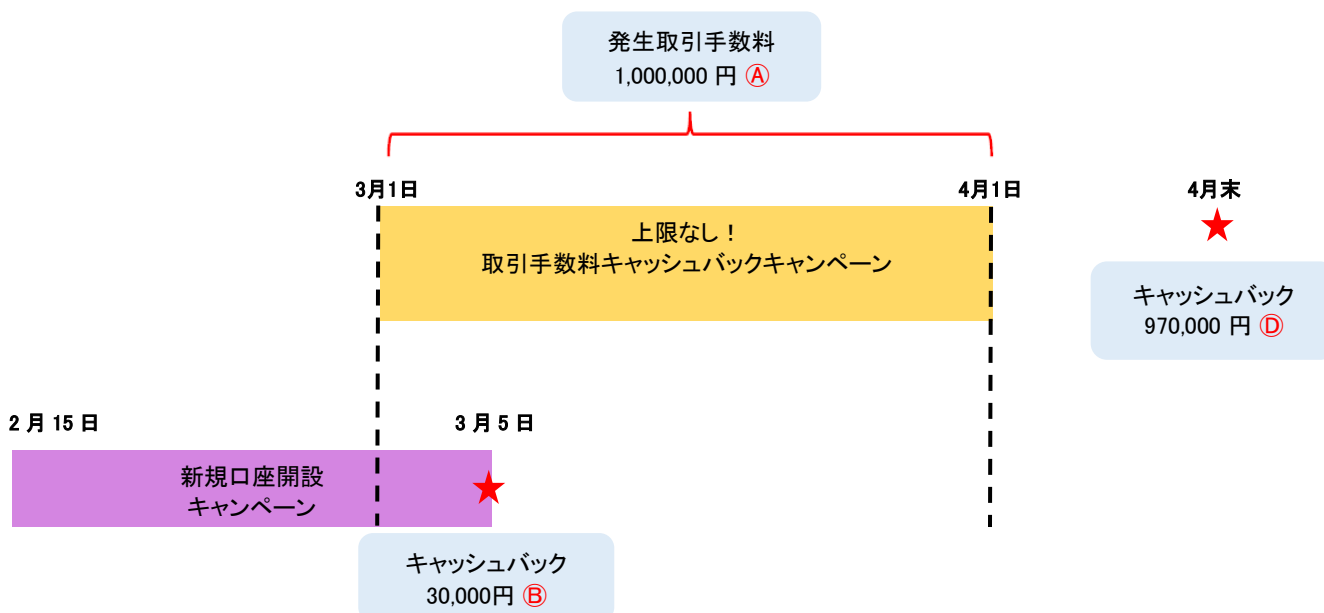 発生取引手数料
1,000,000 円 Ⓐ
3月1日
4月1日
4月末
上限なし！
取引手数料キャッシュバックキャンペーン
キャッシュバック
970,000 円 Ⓓ
2 月 15 日
3 月 5 日
新規口座開設
キャンペーン
キャッシュバック
30,000円 Ⓑ